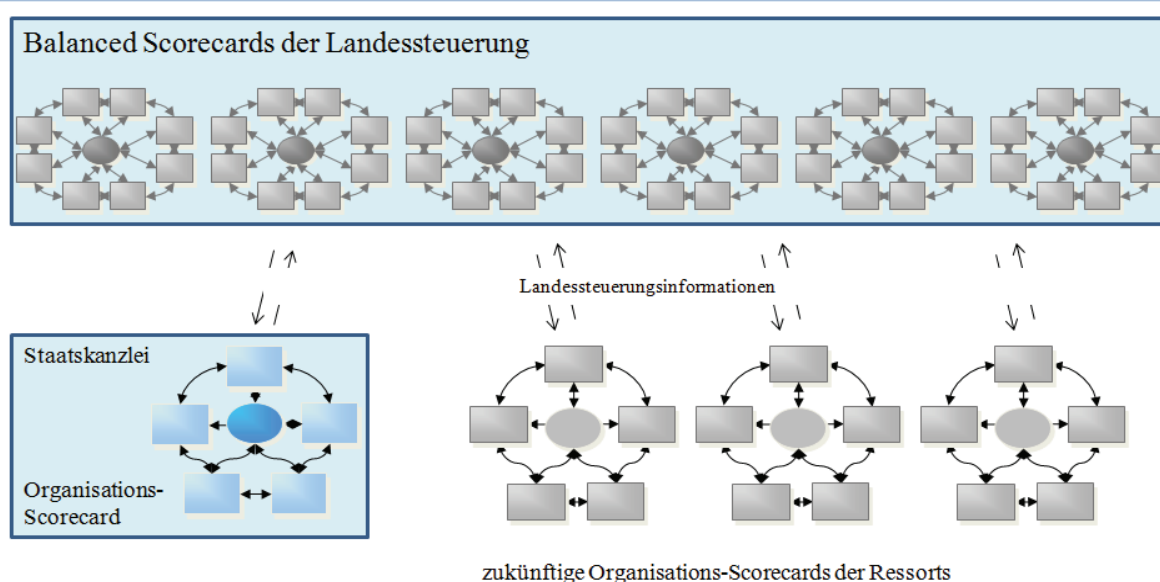 Balanced Scorecards der Landessteuerung
Landessteuerungsinformationen
Staatskanzlei
Organisations-
Scorecard
zukünftige Organisations-Scorecards der Ressorts